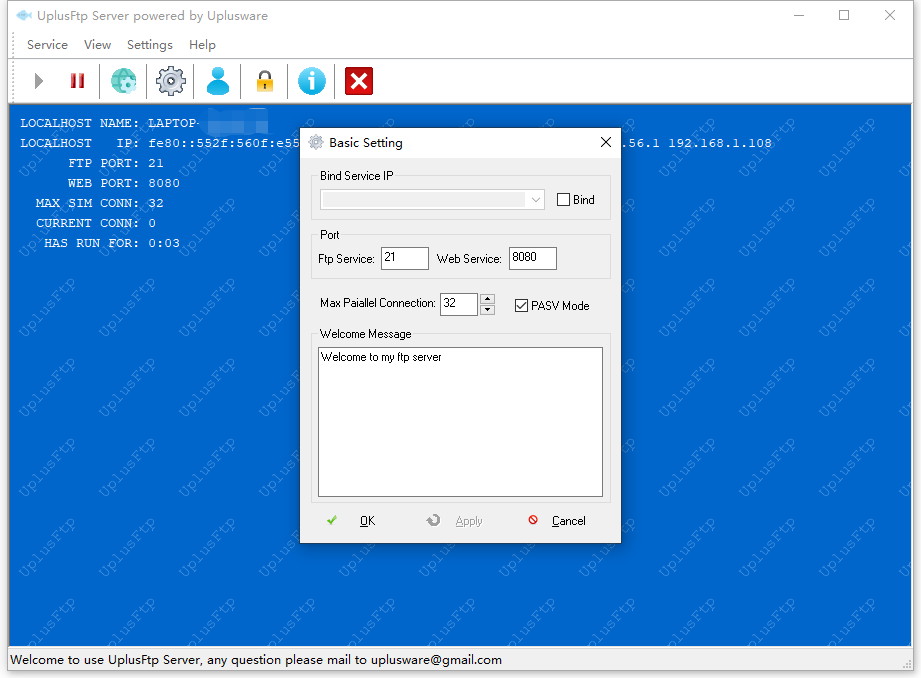 UplusFtp Server powered by Uplusware
Service View Settings Help
LOCALHOST NAME: LAPTOP-
LOCALHOST IP: fe80::552f:560f:e55 .56.1 192.168.1.108
FTP PORT: 21
WEB PORT: 8080
MAX SIM CONN: 32
CURRENT CONN: 0
HAS RUN FOR: 0:03
Basic Setting
Bind Service IP
Bind
Port
Ftp Service: 21 Web Service: 8080
Max Paiallel Connection: 32 PASV Mode
Welcome Message
Welcome to my ftp server
OK Apply Cancel
UplusFtp
Welcome to use UplusFtp Server, any question please mail to uplusware@gmail.com